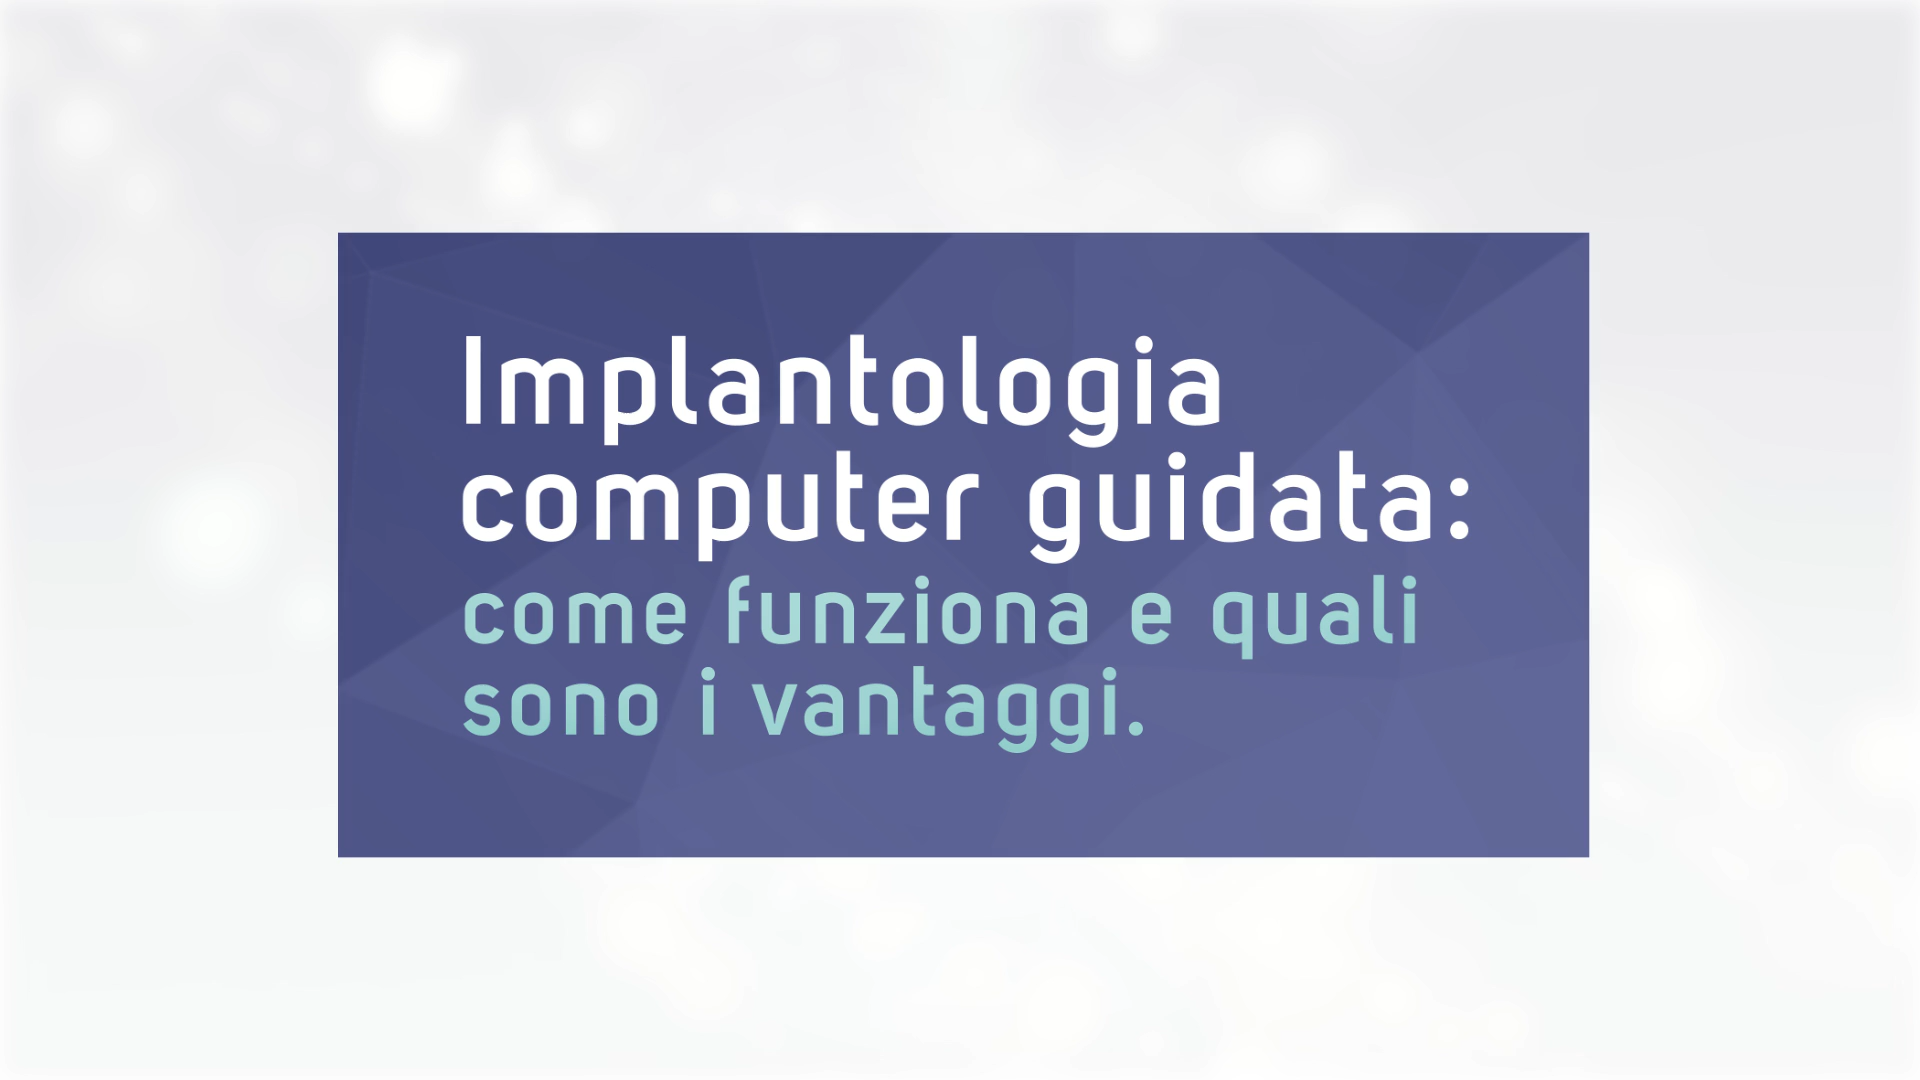 Implantologia
computer guidata:
come funziona e quali
sono i vantaggi.